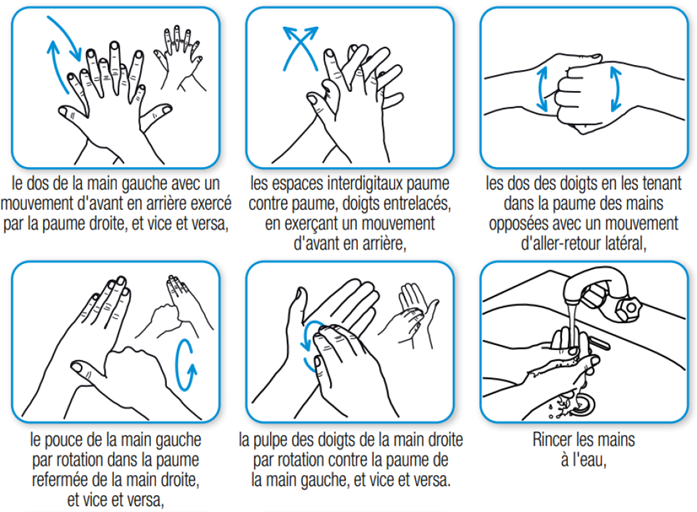 le dos de la main gauche avec un
mouvement d'avant en arrière exercé
par la paume droite, et vice et versa,
les espaces interdigitaux paume
contre paume, doigts entrelacés,
en exerçant un mouvement
d'avant en arrière,
les dos des doigts en les tenant
dans la paume des mains
opposées avec un mouvement
d'aller-retour latéral,
le pouce de la main gauche
par rotation dans la paume
refermée de la main droite,
et vice et versa,
la pulpe des doigts de la main droite
par rotation contre la paume de
la main gauche, et vice et versa.
Rincer les mains
à l'eau,